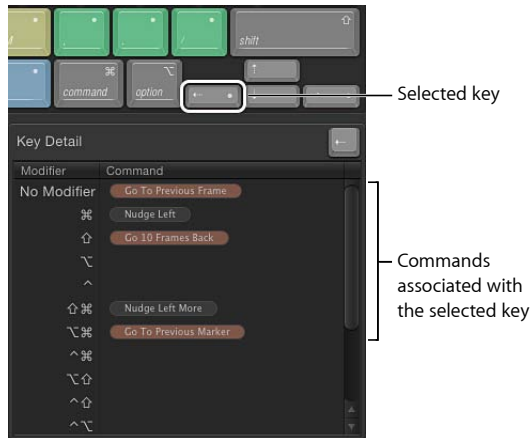 M , . / shift ⇧
command ⌘ option ⌥ ← ↑ ↓
Selected key
Key Detail ←
Modifier Command
No Modifier Go To Previous Frame
⌘ Nudge Left
⇧ Go 10 Frames Back
⌥
^
⇧⌘ Nudge Left More
⌥⌘ Go To Previous Marker
^⌘
⌥⇧
^⇧
^⌥
Commands
associated with
the selected key